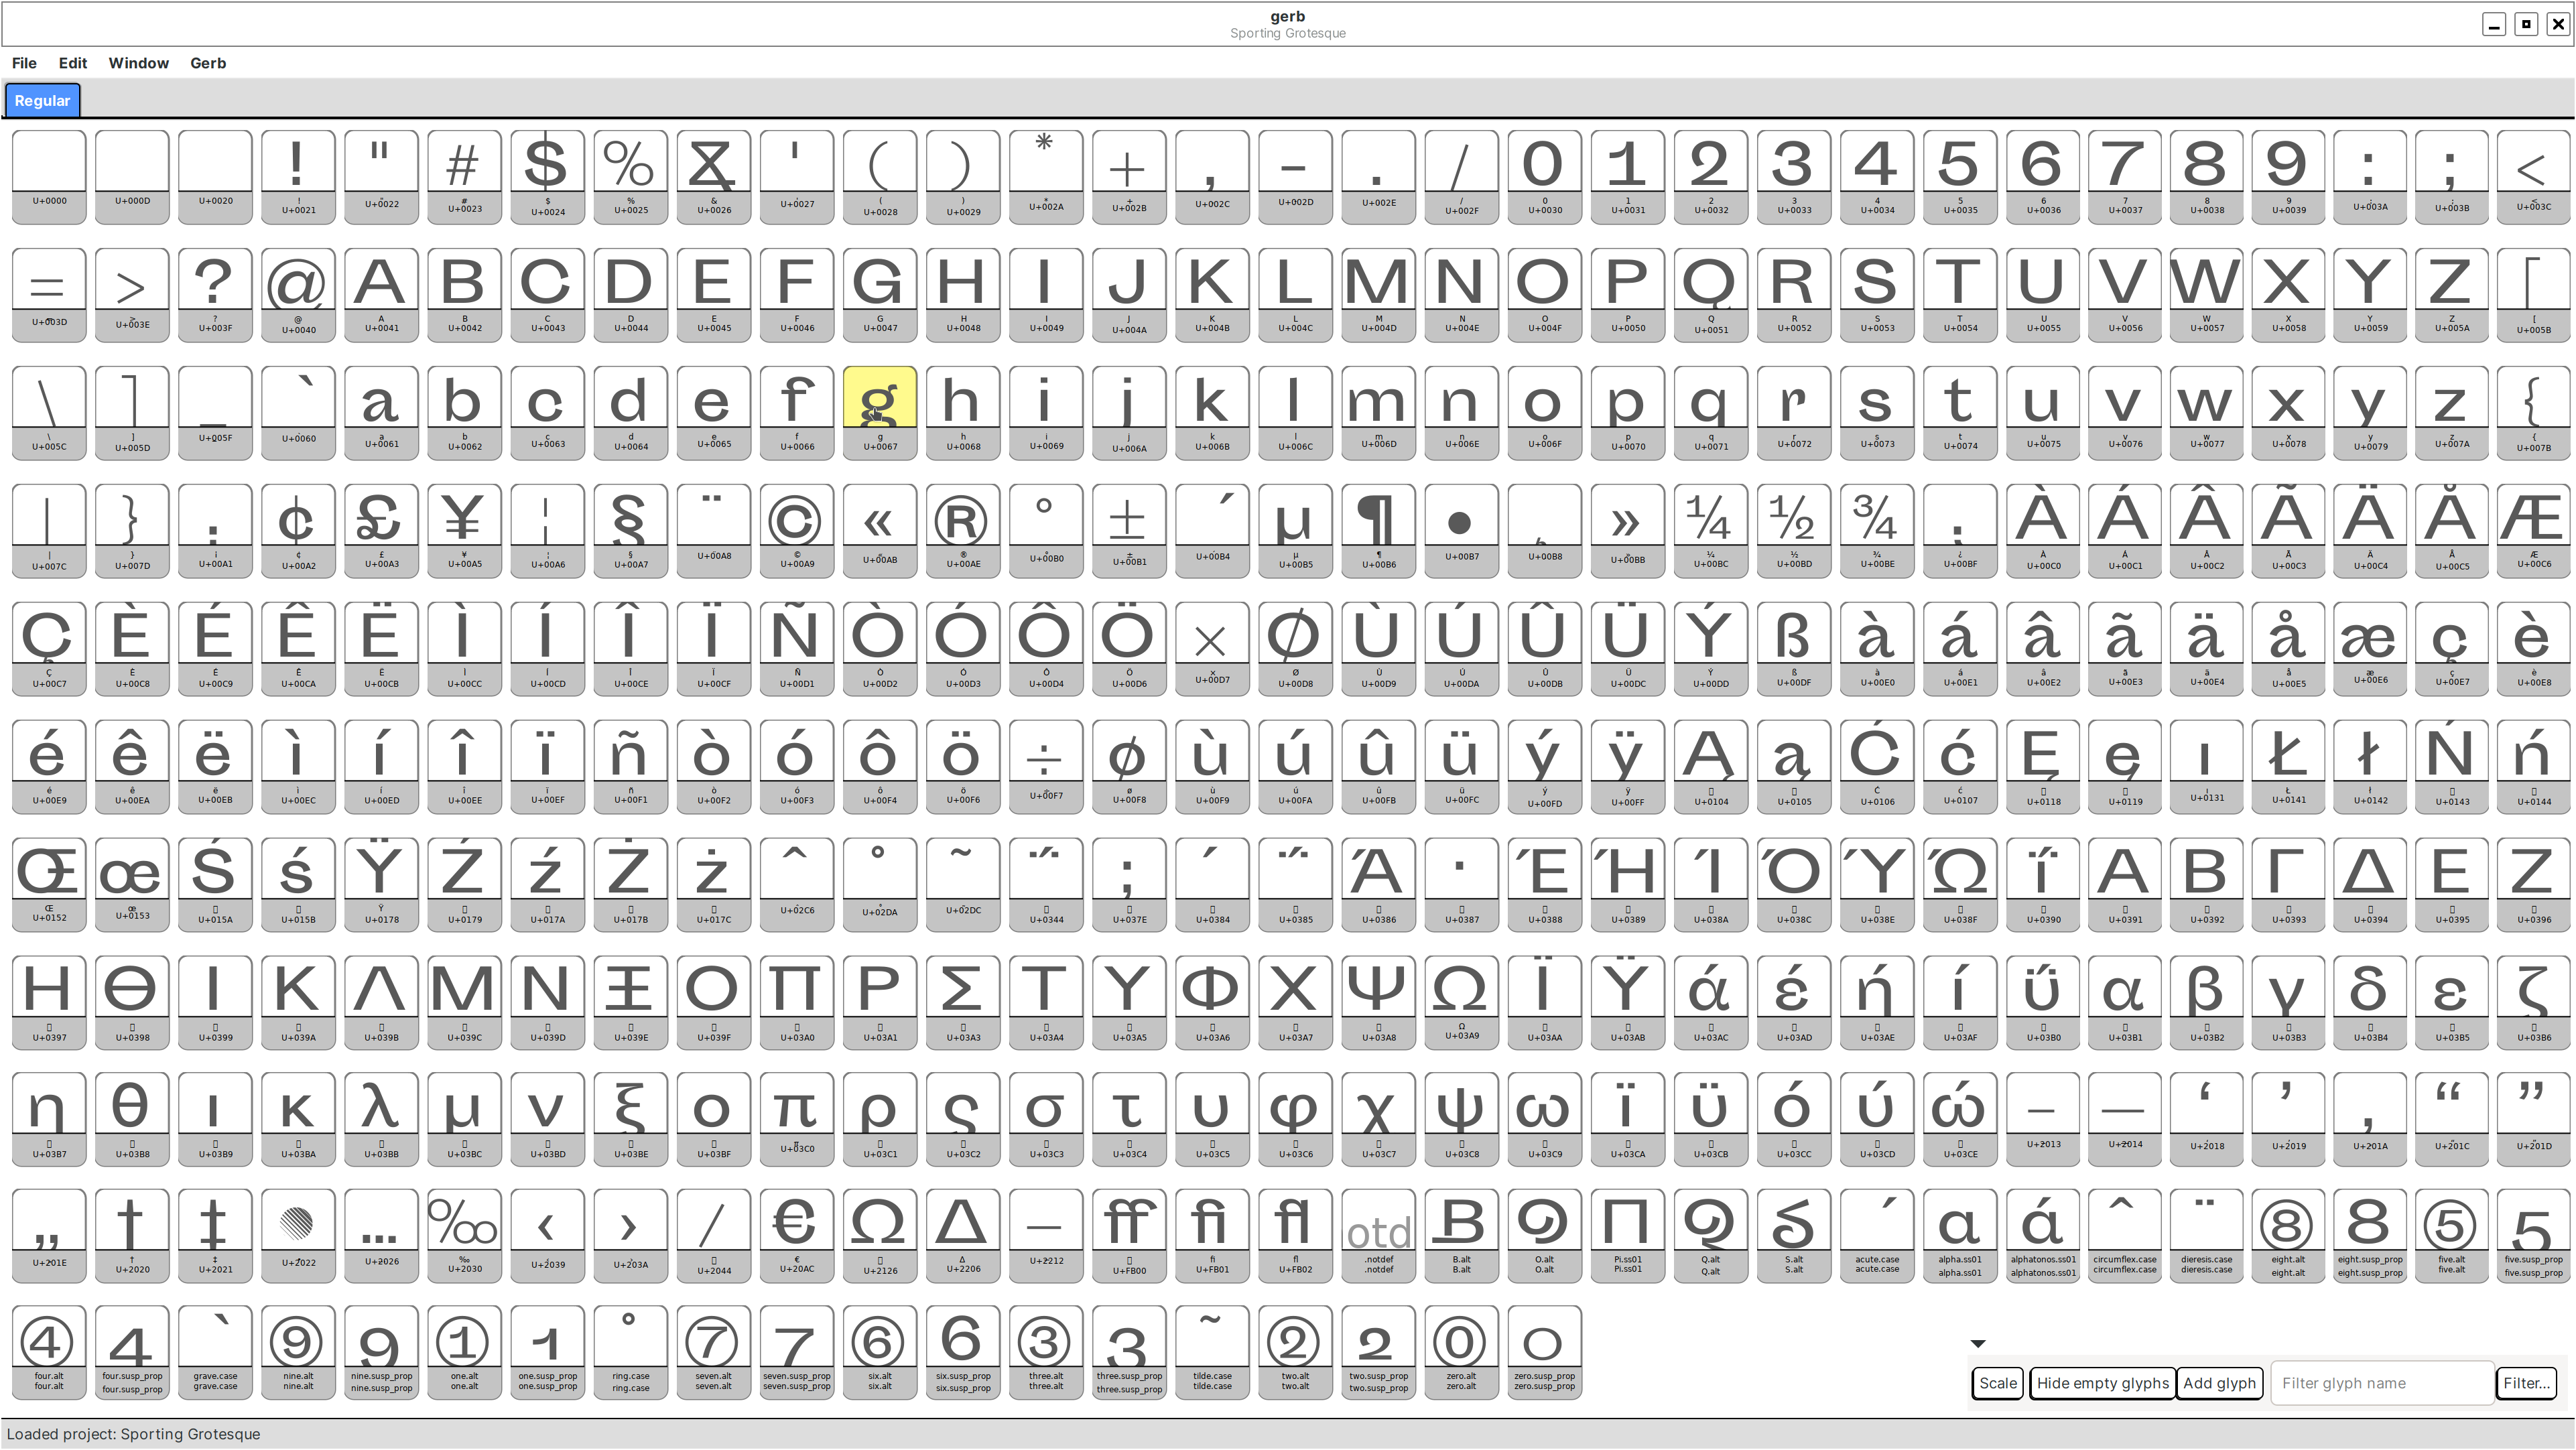 gerb
Sporting Grotesque
File Edit Window Gerb
Regular
! " # $ % & ' ( ) * + , - . / 0 1 2 3 4 5 6 7 8 9 : ; <
U+0000 U+000D U+0020 U+0021 U+0022 U+0023 U+0024 U+0025 U+0026 U+0027 U+0028 U+0029 U+002A U+002B U+002C U+002D U+002E U+002F U+0030 U+0031 U+0032 U+0033 U+0034 U+0035 U+0036 U+0037 U+0038 U+0039 U+003A U+003B U+003C
= > ? @ A B C D E F G H I J K L M N O P Q R S T U V W X Y Z [
U+003D U+003E U+003F U+0040 U+0041 U+0042 U+0043 U+0044 U+0045 U+0046 U+0047 U+0048 U+0049 U+004A U+004B U+004C U+004D U+004E U+004F U+0050 U+0051 U+0052 U+0053 U+0054 U+0055 U+0056 U+0057 U+0058 U+0059 U+005A U+005B
\ ] _ ` a b c d e f g h i j k l m n o p q r s t u v w x y z {
U+005C U+005D U+005F U+0060 U+0061 U+0062 U+0063 U+0064 U+0065 U+0066 U+0067 U+0068 U+0069 U+006A U+006B U+006C U+006D U+006E U+006F U+0070 U+0071 U+0072 U+0073 U+0074 U+0075 U+0076 U+0077 U+0078 U+0079 U+007A U+007B
| } ¡ ¢ £ ¥ ¦ § ¨ © « ® ° ± ´ µ ¶ · ¸ » ¼ ½ ¾ ¿ À Á Â Ã Ä Å Æ
U+007C U+007D U+00A1 U+00A2 U+00A3 U+00A5 U+00A6 U+00A7 U+00A8 U+00A9 U+00AB U+00AE U+00B0 U+00B1 U+00B4 U+00B5 U+00B6 U+00B7 U+00B8 U+00BB U+00BC U+00BD U+00BE U+00BF U+00C0 U+00C1 U+00C2 U+00C3 U+00C4 U+00C5 U+00C6
Ç È É Ê Ë Ì Í Î Ï Ñ Ò Ó Ô Ö × Ø Ù Ú Û Ü Ý ß à á â ã ä å æ ç è
U+00C7 U+00C8 U+00C9 U+00CA U+00CB U+00CC U+00CD U+00CE U+00CF U+00D1 U+00D2 U+00D3 U+00D4 U+00D6 U+00D7 U+00D8 U+00D9 U+00DA U+00DB U+00DC U+00DD U+00DF U+00E0 U+00E1 U+00E2 U+00E3 U+00E4 U+00E5 U+00E6 U+00E7 U+00E8
é ê ë ì í î ï ñ ò ó ô ö ÷ ø ù ú û ü ý ÿ Ą ą Ć ć Ę ę ı Ł ł Ń ń
U+00E9 U+00EA U+00EB U+00EC U+00ED U+00EE U+00EF U+00F1 U+00F2 U+00F3 U+00F4 U+00F6 U+00F7 U+00F8 U+00F9 U+00FA U+00FB U+00FC U+00FD U+00FF U+0104 U+0105 U+0106 U+0107 U+0118 U+0119 U+0131 U+0141 U+0142 U+0143 U+0144
Œ œ Ś ś Ÿ Ź ź Ż ż ˆ ˚ ˜ ̈́ ; ΄ ΅ Ά · Έ Ή Ί Ό Ύ Ώ ΐ Α Β Γ Δ Ε Ζ
U+0152 U+0153 U+015A U+015B U+0178 U+0179 U+017A U+017B U+017C U+02C6 U+02DA U+02DC U+0344 U+037E U+0384 U+0385 U+0386 U+0387 U+0388 U+0389 U+038A U+038C U+038E U+038F U+0390 U+0391 U+0392 U+0393 U+0394 U+0395 U+0396
Η Θ Ι Κ Λ Μ Ν Ξ Ο Π Ρ Σ Τ Υ Φ Χ Ψ Ω Ϊ Ϋ ά έ ή ί ΰ α β γ δ ε ζ
U+0397 U+0398 U+0399 U+039A U+039B U+039C U+039D U+039E U+039F U+03A0 U+03A1 U+03A3 U+03A4 U+03A5 U+03A6 U+03A7 U+03A8 U+03A9 U+03AA U+03AB U+03AC U+03AD U+03AE U+03AF U+03B0 U+03B1 U+03B2 U+03B3 U+03B4 U+03B5 U+03B6
η θ ι κ λ μ ν ξ ο π ρ ς σ τ υ φ χ ψ ω ϊ ϋ ό ύ ώ – — ‘ ’ ‚ “ ”
U+03B7 U+03B8 U+03B9 U+03BA U+03BB U+03BC U+03BD U+03BE U+03BF U+03C0 U+03C1 U+03C2 U+03C3 U+03C4 U+03C5 U+03C6 U+03C7 U+03C8 U+03C9 U+03CA U+03CB U+03CC U+03CD U+03CE U+2013 U+2014 U+2018 U+2019 U+201A U+201C U+201D
„ † ‡ • … ‰ ‹ › ⁄ € Ω ∆ − ff fi fl otd B O Π Q S ´ α ά ˆ ¨ ⑧ 8 ⑤ 5
U+201E U+2020 U+2021 U+2022 U+2026 U+2030 U+2039 U+203A U+2044 U+20AC U+2126 U+2206 U+2212 U+FB00 U+FB01 U+FB02 .notdef B.alt O.alt Pi.ss01 Q.alt S.alt acute.case alpha.ss01 alphatonos.ss01 circumflex.case dieresis.case eight.alt eight.susp_prop five.alt five.susp_prop
.notdef B.alt O.alt Pi.ss01 Q.alt S.alt acute.case alpha.ss01 alphatonos.ss01 circumflex.case dieresis.case eight.alt eight.susp_prop five.alt five.susp_prop
④ 4 ` ⑨ 9 ① 1 ˚ ⑦ 7 ⑥ 6 ③ 3 ˜ ② 2 ⓪ 0
four.alt four.susp_prop grave.case nine.alt nine.susp_prop one.alt one.susp_prop ring.case seven.alt seven.susp_prop six.alt six.susp_prop three.alt three.susp_prop tilde.case two.alt two.susp_prop zero.alt zero.susp_prop
four.alt four.susp_prop grave.case nine.alt nine.susp_prop one.alt one.susp_prop ring.case seven.alt seven.susp_prop six.alt six.susp_prop three.alt three.susp_prop tilde.case two.alt two.susp_prop zero.alt zero.susp_prop
Scale Hide empty glyphs Add glyph Filter glyph name Filter...
Loaded project: Sporting Grotesque